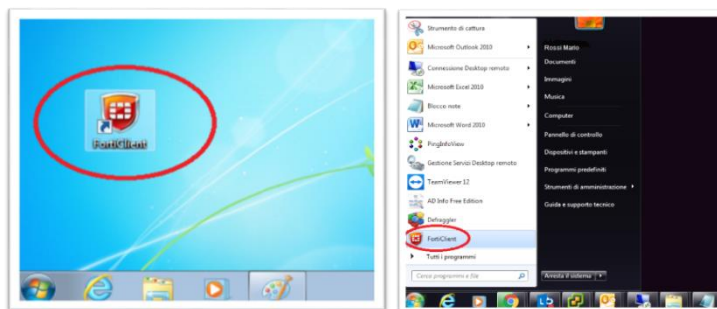 FortiClient
Strumento di cattura
Microsoft Outlook 2010
Connessione Desktop remoto
Microsoft Excel 2010
Blocco note
Microsoft Word 2010
PingInfoView
Gestione Servizi Desktop remoto
TeamViewer 12
AD Info Free Edition
Defraggler
FortiClient
Tutti i programmi
Cerca programmi e file
Rossi Mario
Documenti
Immagini
Musica
Computer
Pannello di controllo
Dispositivi e stampanti
Programmi predefiniti
Strumenti di amministrazione
Guida e supporto tecnico
Arresta il sistema